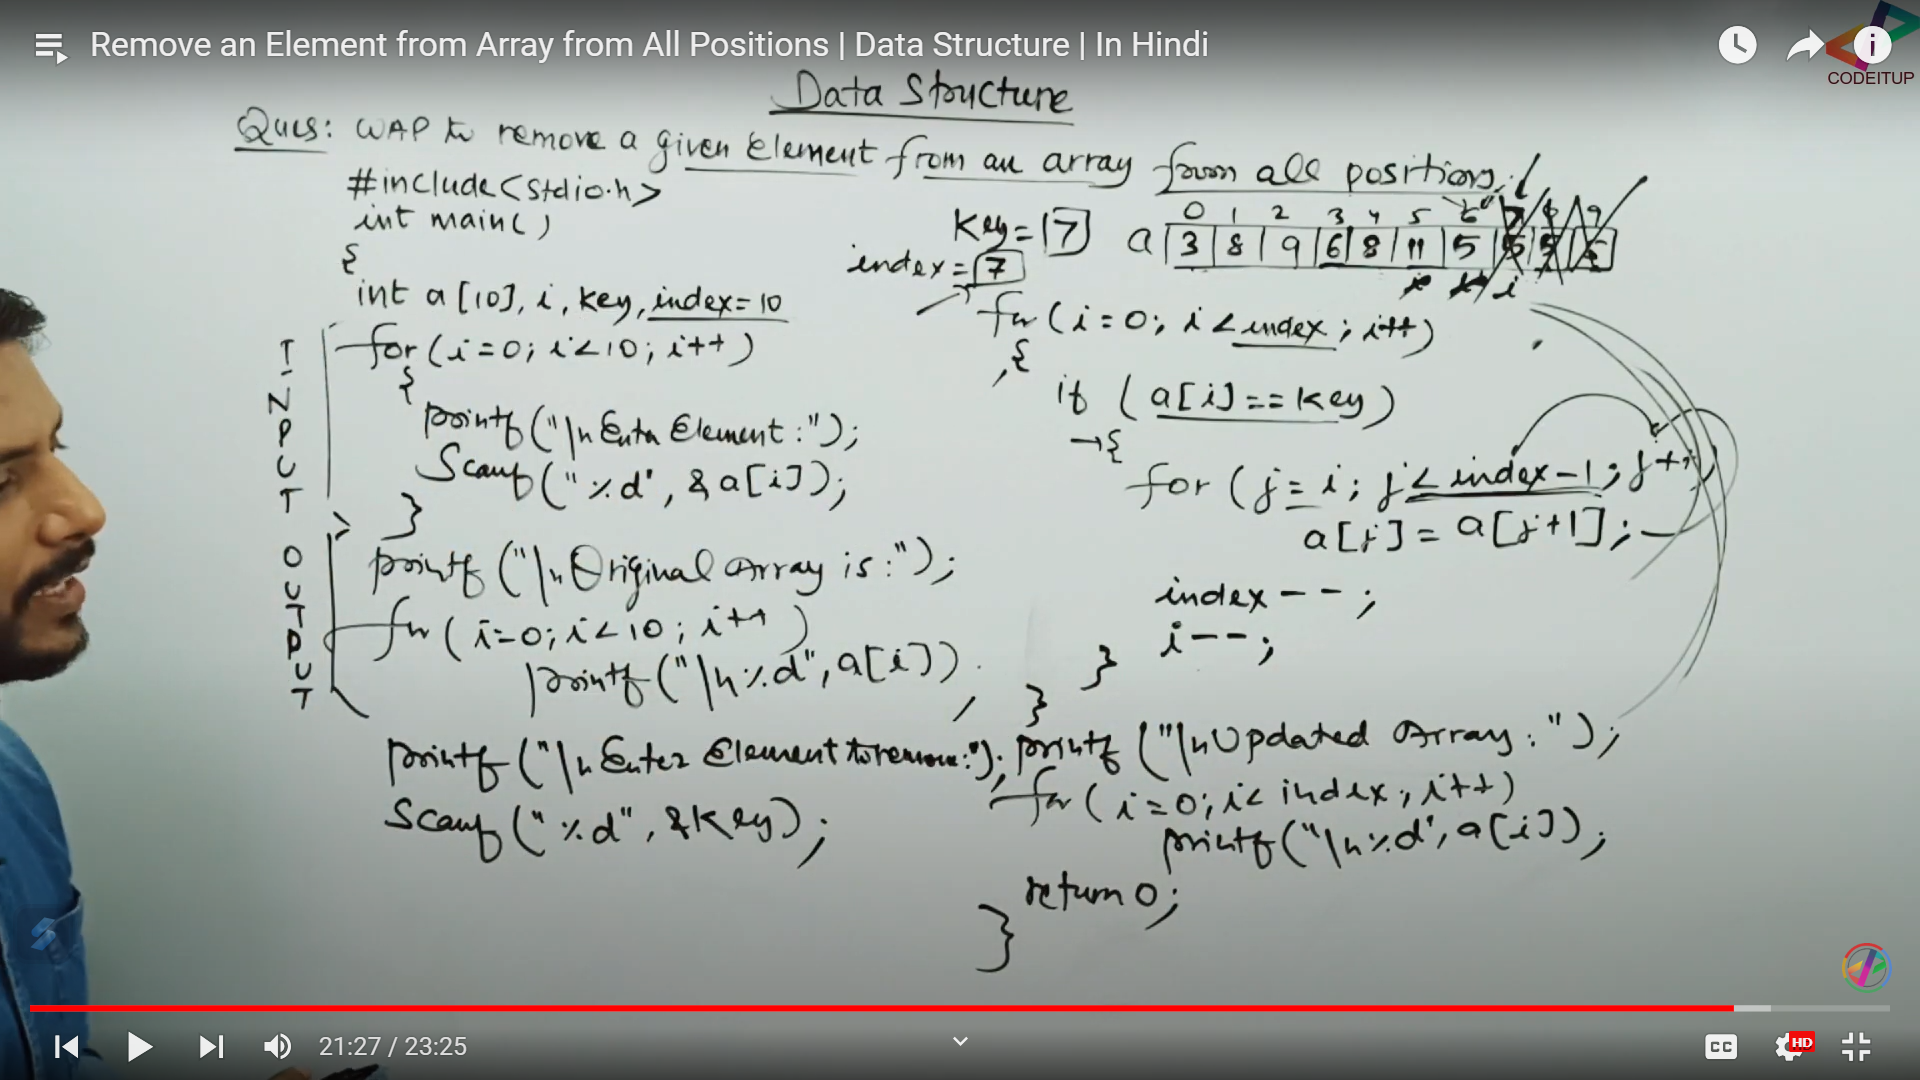 Remove an Element from Array from All Positions | Data Structure | In Hindi
CODEITUP
Data Structure
Ques: WAP to remove a given Element from an array from all positions.
#include<stdio.h>
int main()
{
int a[10], i, key, index=10
for(i=0; i<10; i++)
{
printf("\n Enter Element:");
Scanf("%d", &a[i]);
}
printf("\n Original Array is:");
for(i=0; i<10; i++)
printf("\n%d", a[i]);
printf("\n Enter Element to remove:");
Scanf("%d", &key);
INPUT
OUTPUT
Key=7
index=7
0 1 2 3 4 5 6 7 8 9
a 3 8 9 6 8 11 5 5 5 5
i
for(i=0; i<index; i++)
{
if (a[i]==key)
{
for (j=i; j<index-1; j++)
a[j]=a[j+1];
index--;
i--;
}
}
printf("\nUpdated Array:");
for(i=0; i<index; i++)
printf("\n%d", a[i]);
return 0;
}
21:27 / 23:25
CC
HD